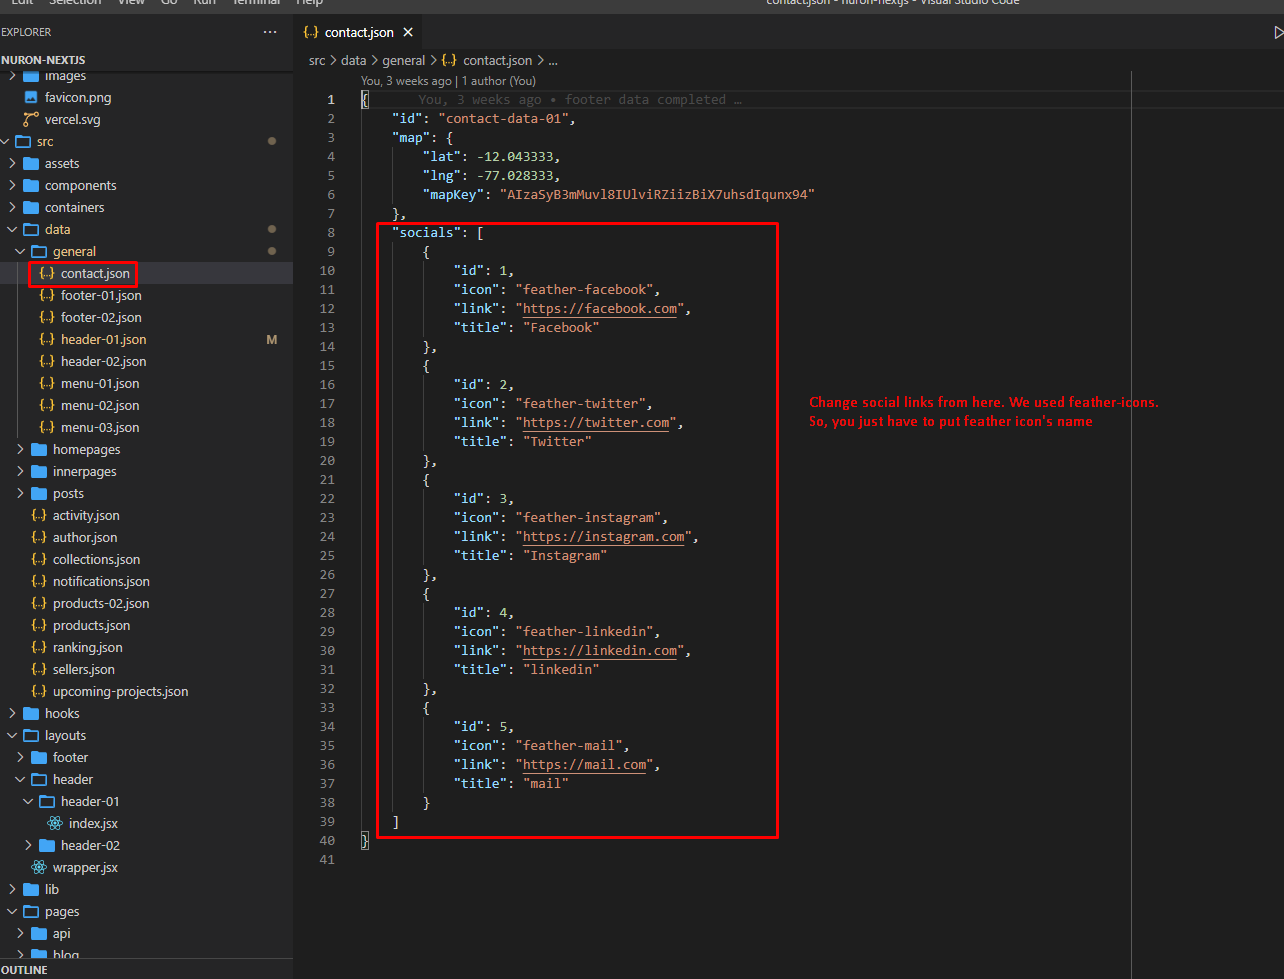 Edit Selection View Go Run Terminal Help contact.json - nuron-nextjs - Visual Studio Code
EXPLORER ...
NURON-NEXTJS
images
favicon.png
vercel.svg
src
assets
components
containers
data
general
contact.json
footer-01.json
footer-02.json
header-01.json M
header-02.json
menu-01.json
menu-02.json
menu-03.json
homepages
innerpages
posts
activity.json
author.json
collections.json
notifications.json
products-02.json
products.json
ranking.json
sellers.json
upcoming-projects.json
hooks
layouts
footer
header
header-01
index.jsx
header-02
wrapper.jsx
lib
pages
api
blog
OUTLINE
{..} contact.json ×
src > data > general > {..} contact.json > ...
You, 3 weeks ago | 1 author (You)
1 { You, 3 weeks ago • footer data completed …
2 "id": "contact-data-01",
3 "map": {
4 "lat": -12.043333,
5 "lng": -77.028333,
6 "mapKey": "AIzaSyB3mMuvl8IUlviRZiizBiX7uhsdIqunx94"
7 },
8 "socials": [
9 {
10 "id": 1,
11 "icon": "feather-facebook",
12 "link": "https://facebook.com",
13 "title": "Facebook"
14 },
15 {
16 "id": 2,
17 "icon": "feather-twitter",
18 "link": "https://twitter.com",
19 "title": "Twitter"
20 },
21 {
22 "id": 3,
23 "icon": "feather-instagram",
24 "link": "https://instagram.com",
25 "title": "Instagram"
26 },
27 {
28 "id": 4,
29 "icon": "feather-linkedin",
30 "link": "https://linkedin.com",
31 "title": "linkedin"
32 },
33 {
34 "id": 5,
35 "icon": "feather-mail",
36 "link": "https://mail.com",
37 "title": "mail"
38 }
39 ]
40 }
41
Change social links from here. We used feather-icons.
So, you just have to put feather icon's name